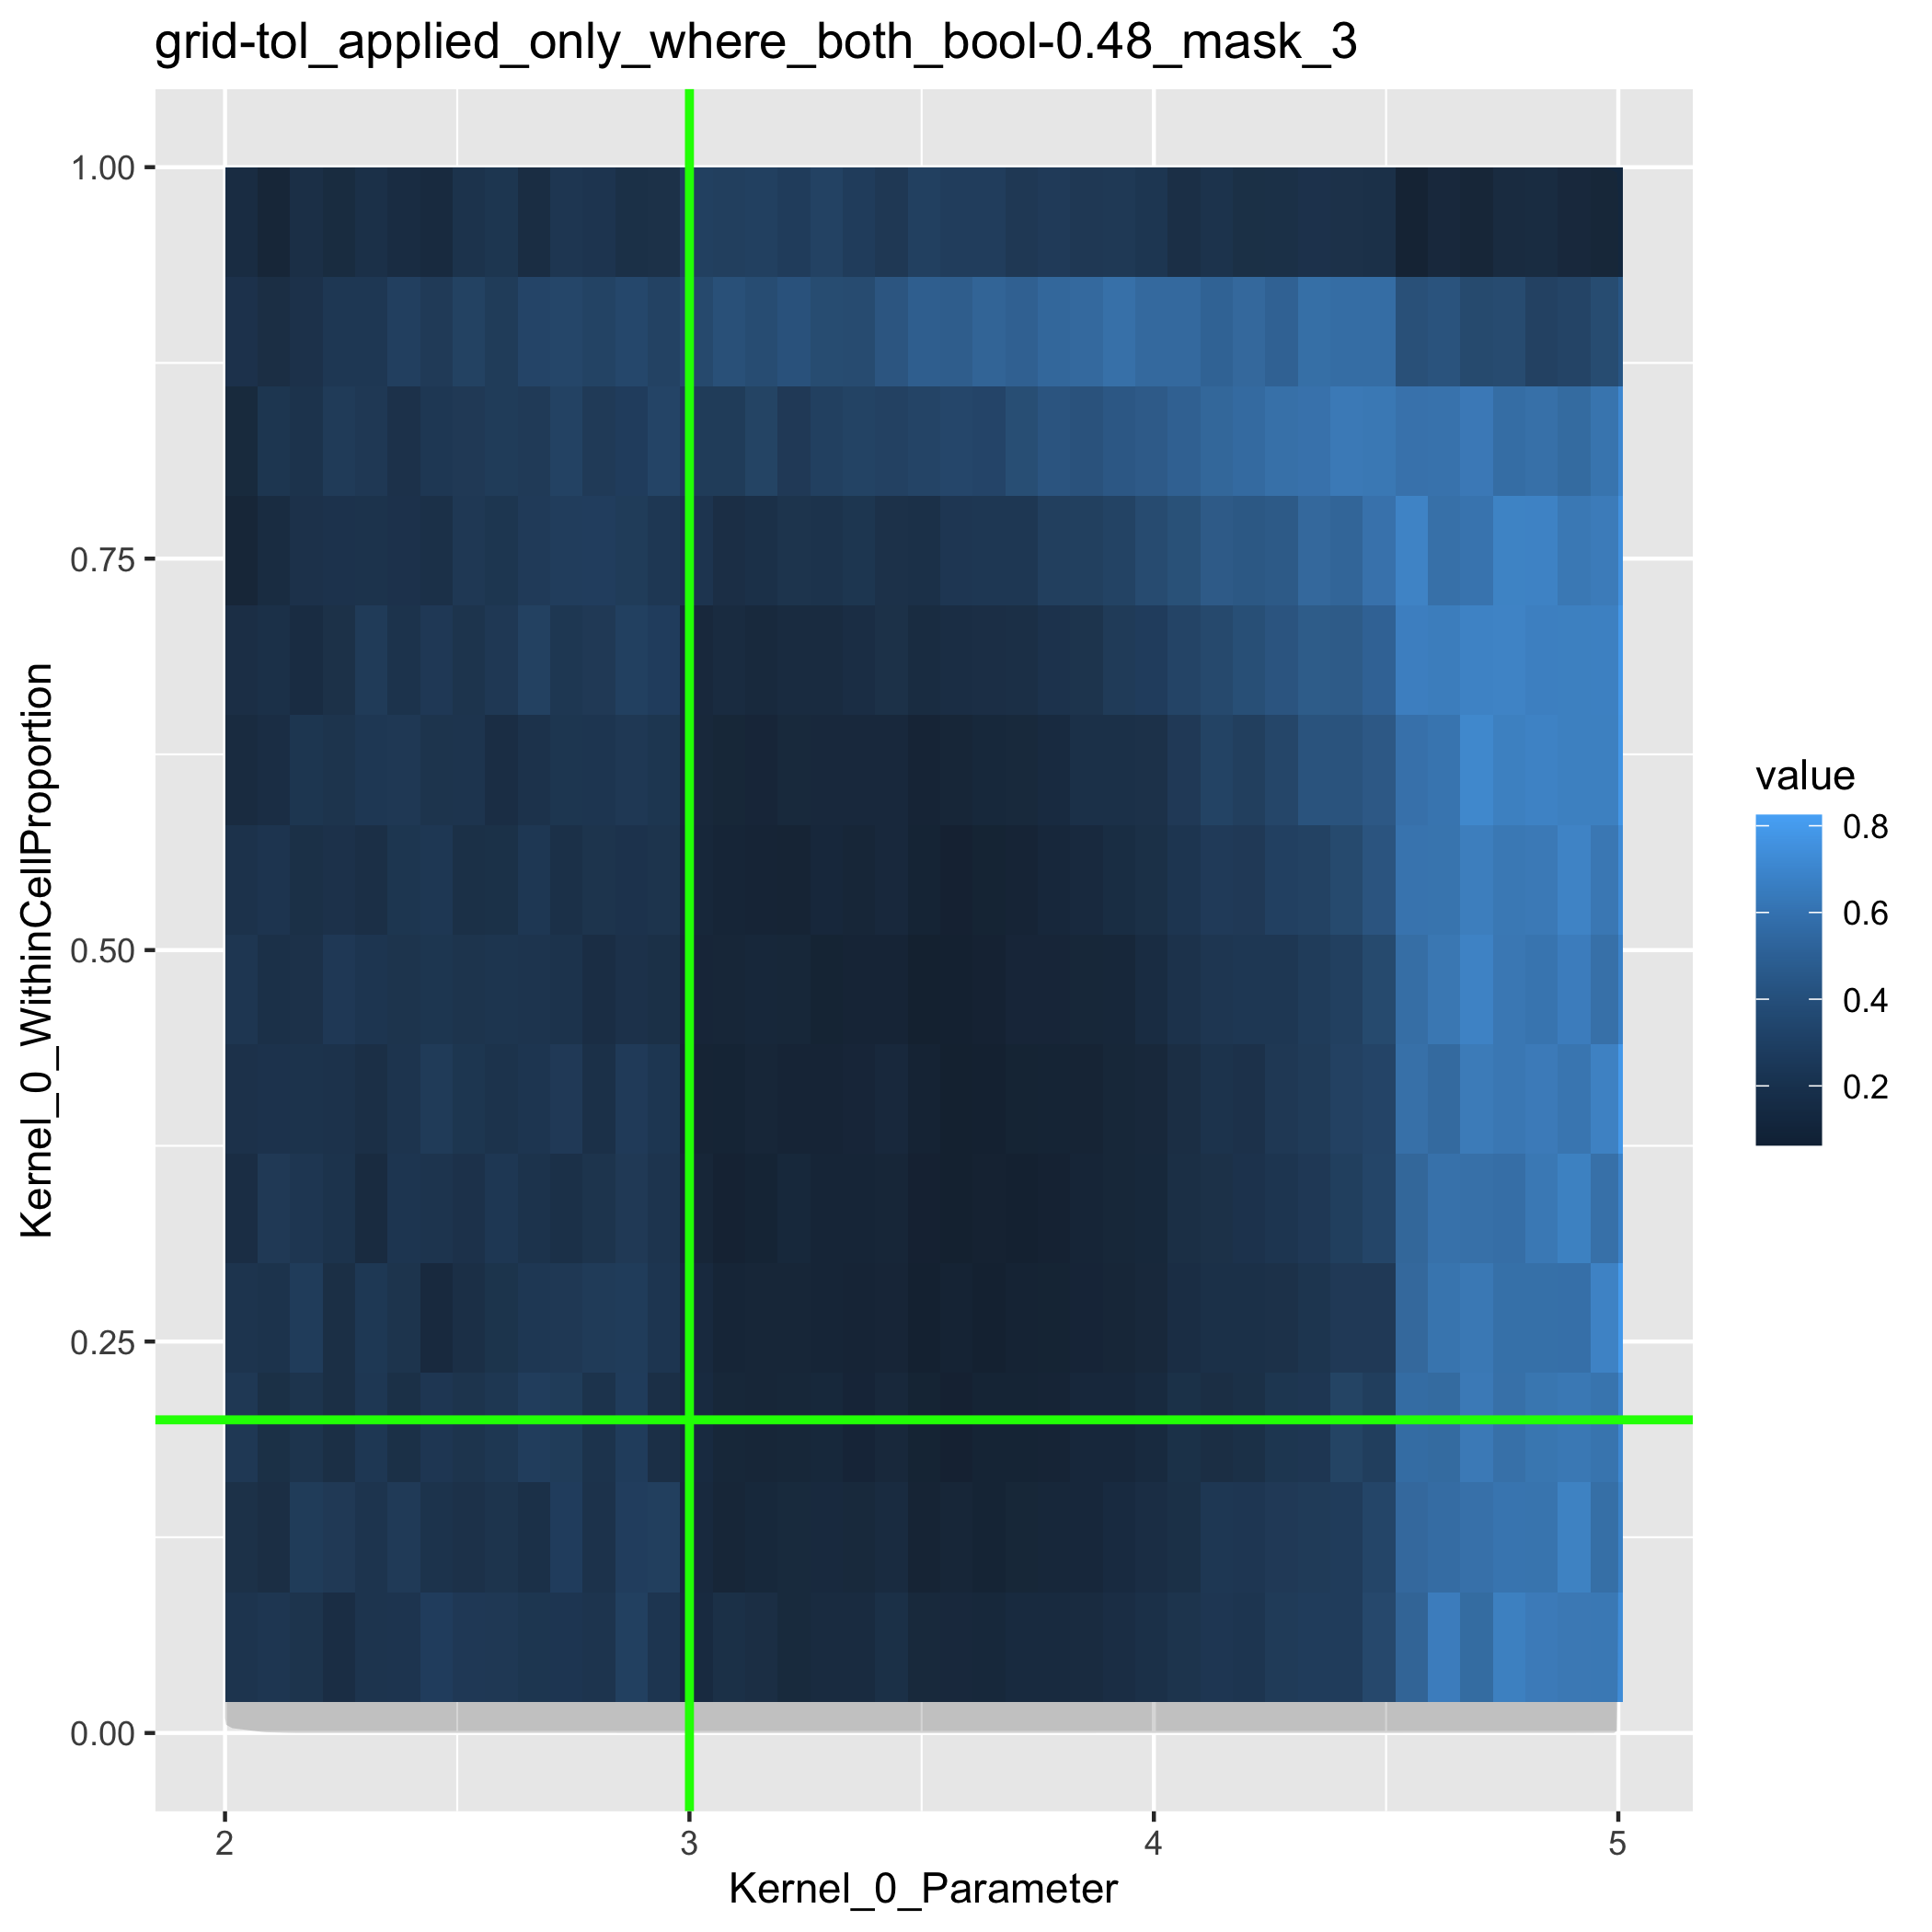 grid-tol_applied_only_where_both_bool-0.48_mask_3
Kernel_0_WithinCellProportion
1.00
0.75
0.50
0.25
0.00
2 3 4 5
Kernel_0_Parameter
value
0.8
0.6
0.4
0.2